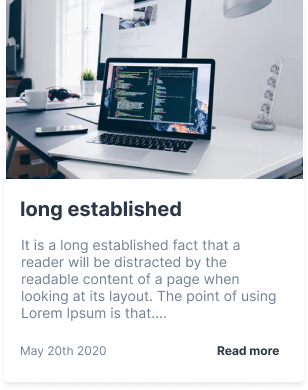 long established
It is a long established fact that a
reader will be distracted by the
readable content of a page when
looking at its layout. The point of using
Lorem Ipsum is that....
May 20th 2020
Read more